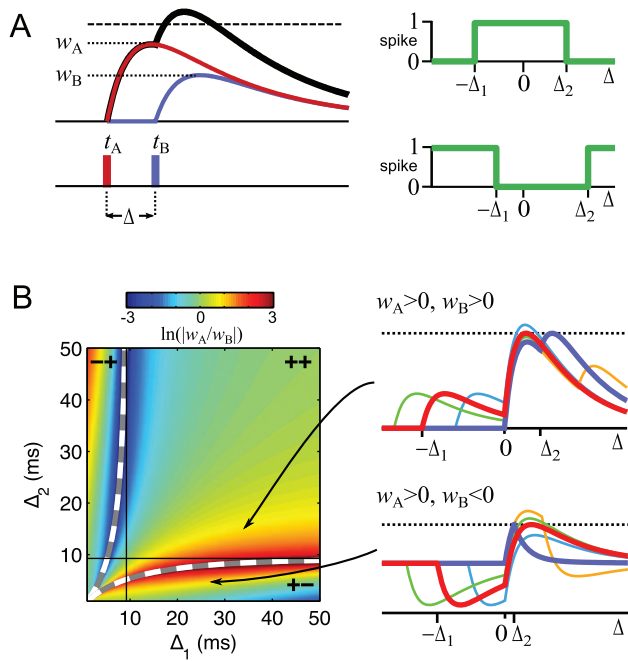 A
w_A
w_B
t_A t_B
Δ
1
spike
0
−Δ_1 0 Δ_2 Δ
1
spike
0
−Δ_1 0 Δ_2 Δ
B
-3 0 3
ln(|w_A/w_B|)
50
40
30
20
10
Δ_2 (ms)
−+
++
+−
10 20 30 40 50
Δ_1 (ms)
w_A>0, w_B>0
−Δ_1 0 Δ_2 Δ
w_A>0, w_B<0
−Δ_1 0 Δ_2 Δ